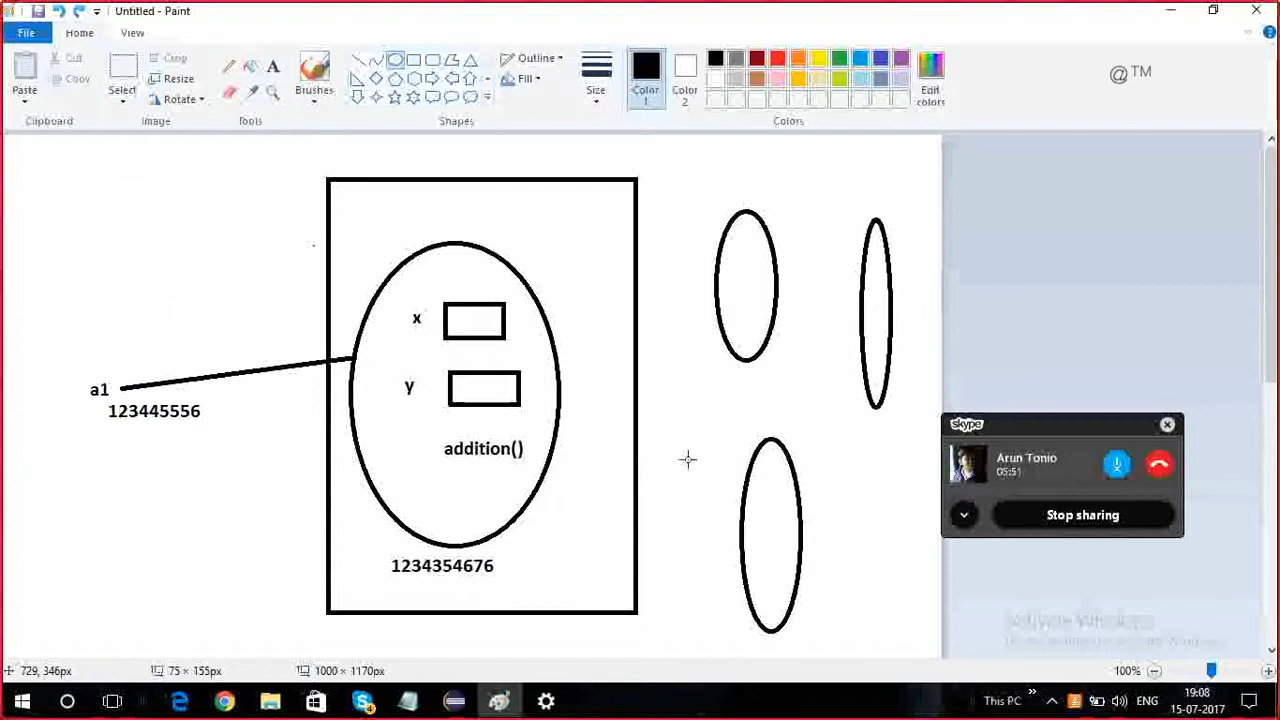 Untitled - Paint
File Home View
Paste
Cut
Copy
Clipboard
Select
Crop
Resize
Rotate
Image
A
Tools
Brushes
Shapes
Outline
Fill
Size
Color 1
Color 2
Edit colors
Colors
@TM
x
y
a1
123445556
addition()
1234354676
skype
Arun Tonio
05:51
Stop sharing
Activate Windows
729, 346px
75 × 155px
1000 × 1170px
100%
This PC
ENG
19:08
15-07-2017